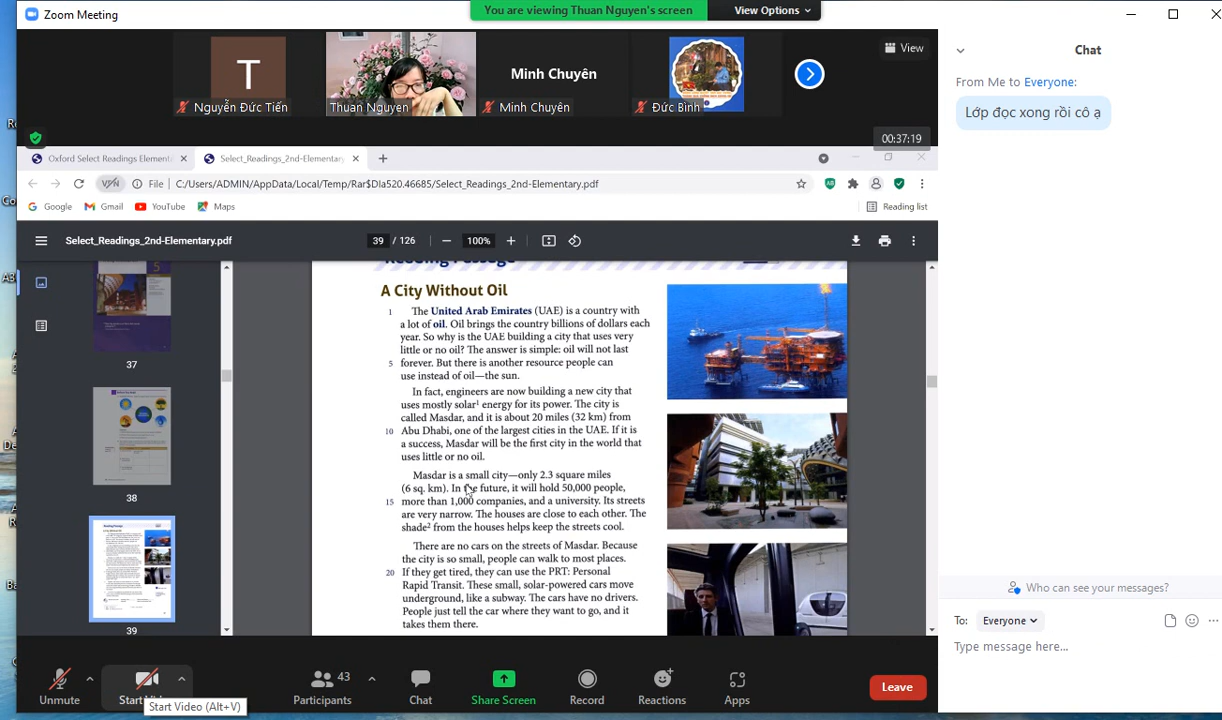 Zoom Meeting
You are viewing Thuan Nguyen's screen
View Options
T
Nguyễn Đức Tiến
Thuan Nguyen
Minh Chuyên
Minh Chuyên
Đức Bình
View
00:37:19
Oxford Select Readings Element
Select_Readings_2nd-Elementary.
File
C:/Users/ADMIN/AppData/Local/Temp/Rar$DIa520.46685/Select_Readings_2nd-Elementary.pdf
Google
Gmail
YouTube
Maps
Reading list
Select_Readings_2nd-Elementary.pdf
39 / 126
100%
37
38
39
Reading Passage
A City Without Oil
1 The United Arab Emirates (UAE) is a country with
a lot of oil. Oil brings the country billions of dollars each
year. So why is the UAE building a city that uses very
little or no oil? The answer is simple: oil will not last
5 forever. But there is another resource people can
use instead of oil—the sun.
In fact, engineers are now building a new city that
uses mostly solar¹ energy for its power. The city is
called Masdar, and it is about 20 miles (32 km) from
10 Abu Dhabi, one of the largest cities in the UAE. If it is
a success, Masdar will be the first city in the world that
uses little or no oil.
Masdar is a small city—only 2.3 square miles
(6 sq. km). In the future, it will hold 50,000 people,
15 more than 1,000 companies, and a university. Its streets
are very narrow. The houses are close to each other. The
shade² from the houses helps keep the streets cool.
There are no cars on the streets of Masdar. Because
the city is so small, people can walk to most places.
20 If they get tired, they can use the PRT: Personal
Rapid Transit. These small, solar-powered cars move
underground, like a subway. The cars have no drivers.
People just tell the car where they want to go, and it
takes them there.
Chat
From Me to Everyone:
Lớp đọc xong rồi cô ạ
Who can see your messages?
To: Everyone
Type message here...
Unmute
Start Vi
Start Video (Alt+V)
Participants
43
Chat
Share Screen
Record
Reactions
Apps
Leave